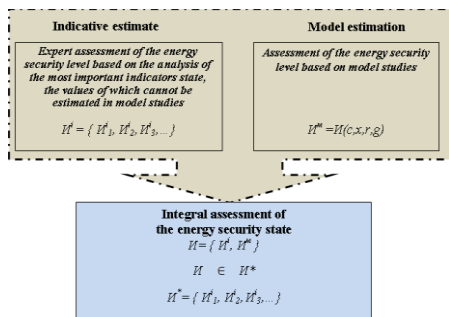 Indicative estimate
Expert assessment of the energy
security level based on the analysis of
the most important indicators state,
the values of which cannot be
estimated in model studies
Иⁱ = { Иⁱ₁, Иⁱ₂, Иⁱ₃,... }
Model estimation
Assessment of the energy security
level based on model studies
Иᴹ =И{c,x,r,g}
Integral assessment of
the energy security state
И= { Иⁱ, Иᴹ }
И ∈ И*
И* = { Иⁱ₁, Иⁱ₂, Иⁱ₃,... }